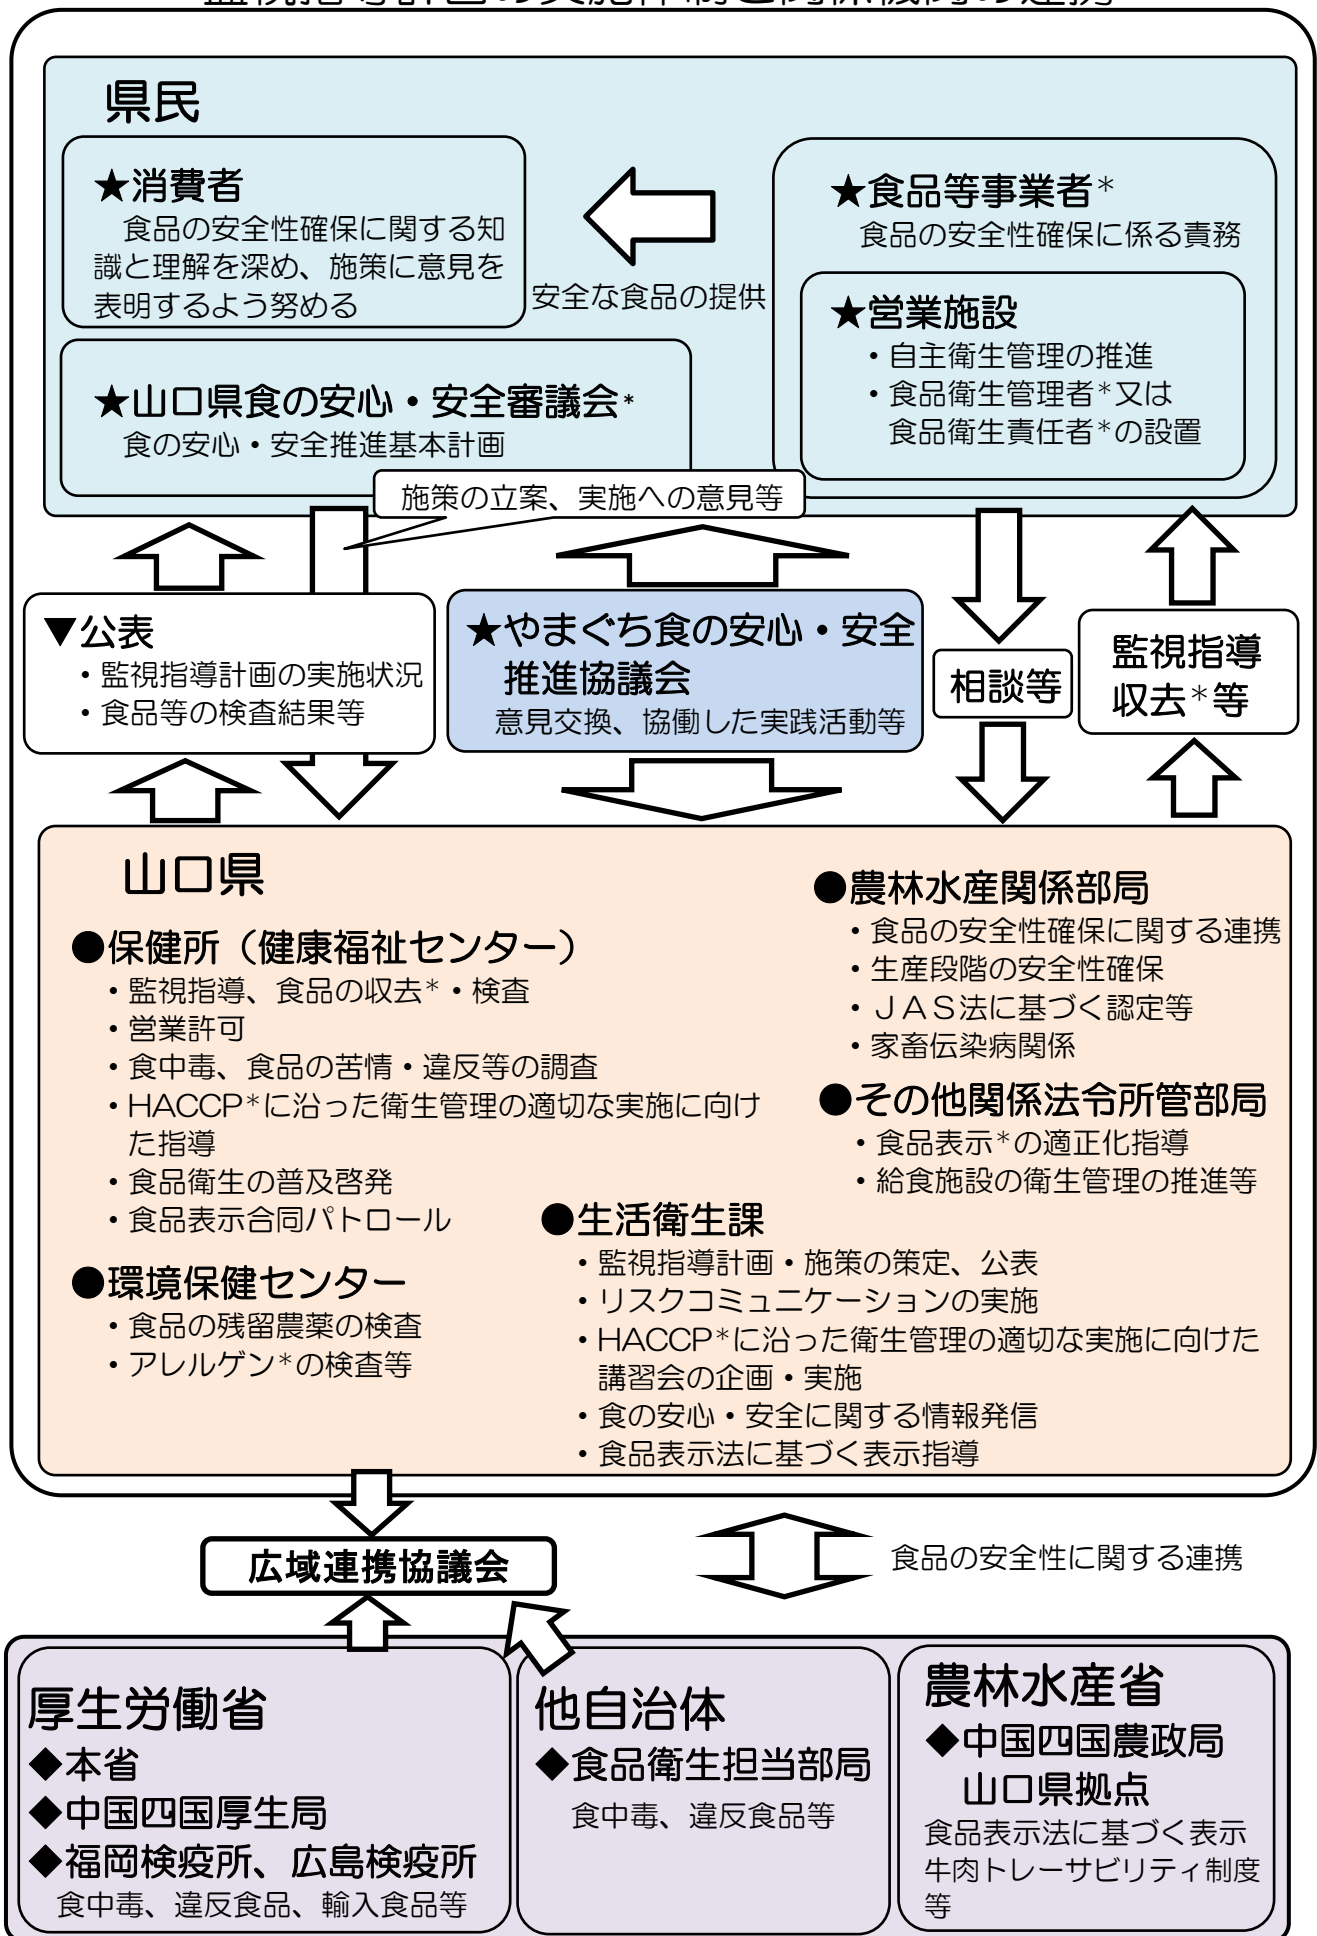 県民
★消費者
食品の安全性確保に関する知
識と理解を深め、施策に意見を
表明するよう努める
安全な食品の提供
★食品等事業者*
食品の安全性確保に係る責務
★営業施設
・自主衛生管理の推進
・食品衛生管理者*又は
食品衛生責任者*の設置
★山口県食の安心・安全審議会*
食の安心・安全推進基本計画
施策の立案、実施への意見等
▼公表
・監視指導計画の実施状況
・食品等の検査結果等
★やまぐち食の安心・安全
推進協議会
意見交換、協働した実践活動等
相談等
監視指導
収去*等
山口県
●保健所（健康福祉センター）
・監視指導、食品の収去*・検査
・営業許可
・食中毒、食品の苦情・違反等の調査
・HACCP*に沿った衛生管理の適切な実施に向け
た指導
・食品衛生の普及啓発
・食品表示合同パトロール
●環境保健センター
・食品の残留農薬の検査
・アレルゲン*の検査等
●農林水産関係部局
・食品の安全性確保に関する連携
・生産段階の安全性確保
・ＪＡＳ法に基づく認定等
・家畜伝染病関係
●その他関係法令所管部局
・食品表示*の適正化指導
・給食施設の衛生管理の推進等
●生活衛生課
・監視指導計画・施策の策定、公表
・リスクコミュニケーションの実施
・HACCP*に沿った衛生管理の適切な実施に向けた
講習会の企画・実施
・食の安心・安全に関する情報発信
・食品表示法に基づく表示指導
広域連携協議会
食品の安全性に関する連携
厚生労働省
◆本省
◆中国四国厚生局
◆福岡検疫所、広島検疫所
食中毒、違反食品、輸入食品等
他自治体
◆食品衛生担当部局
食中毒、違反食品等
農林水産省
◆中国四国農政局
山口県拠点
食品表示法に基づく表示
牛肉トレーサビリティ制度
等